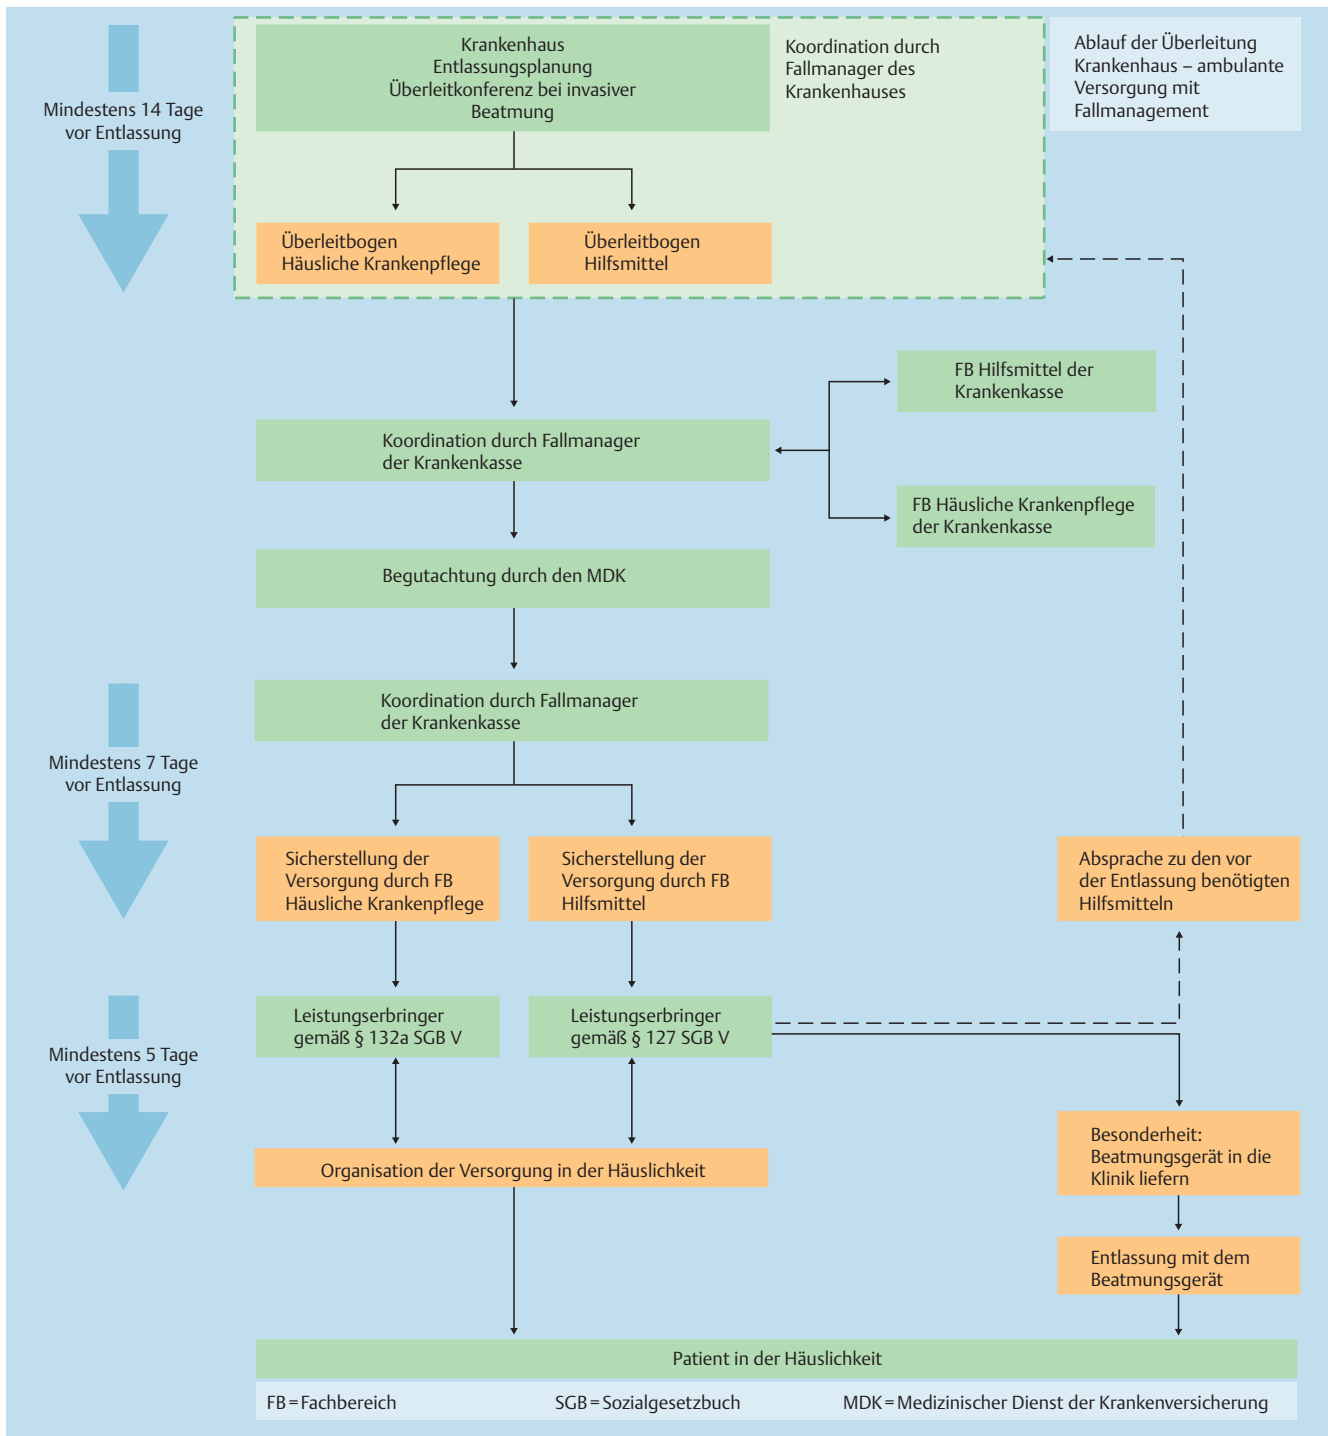 Krankenhaus
Entlassungsplanung
Überleitkonferenz bei invasiver
Beatmung
Koordination durch
Fallmanager des
Krankenhauses
Ablauf der Überleitung
Krankenhaus – ambulante
Versorgung mit
Fallmanagement
Mindestens 14 Tage
vor Entlassung
Überleitbogen
Häusliche Krankenpflege
Überleitbogen
Hilfsmittel
FB Hilfsmittel der
Krankenkasse
Koordination durch Fallmanager
der Krankenkasse
FB Häusliche Krankenpflege
der Krankenkasse
Begutachtung durch den MDK
Koordination durch Fallmanager
der Krankenkasse
Mindestens 7 Tage
vor Entlassung
Sicherstellung der
Versorgung durch FB
Häusliche Krankenpflege
Sicherstellung der
Versorgung durch FB
Hilfsmittel
Absprache zu den vor
der Entlassung benötigten
Hilfsmitteln
Mindestens 5 Tage
vor Entlassung
Leistungserbringer
gemäß § 132a SGB V
Leistungserbringer
gemäß § 127 SGB V
Besonderheit:
Beatmungsgerät in die
Klinik liefern
Organisation der Versorgung in der Häuslichkeit
Entlassung mit dem
Beatmungsgerät
Patient in der Häuslichkeit
FB = Fachbereich
SGB = Sozialgesetzbuch
MDK = Medizinischer Dienst der Krankenversicherung